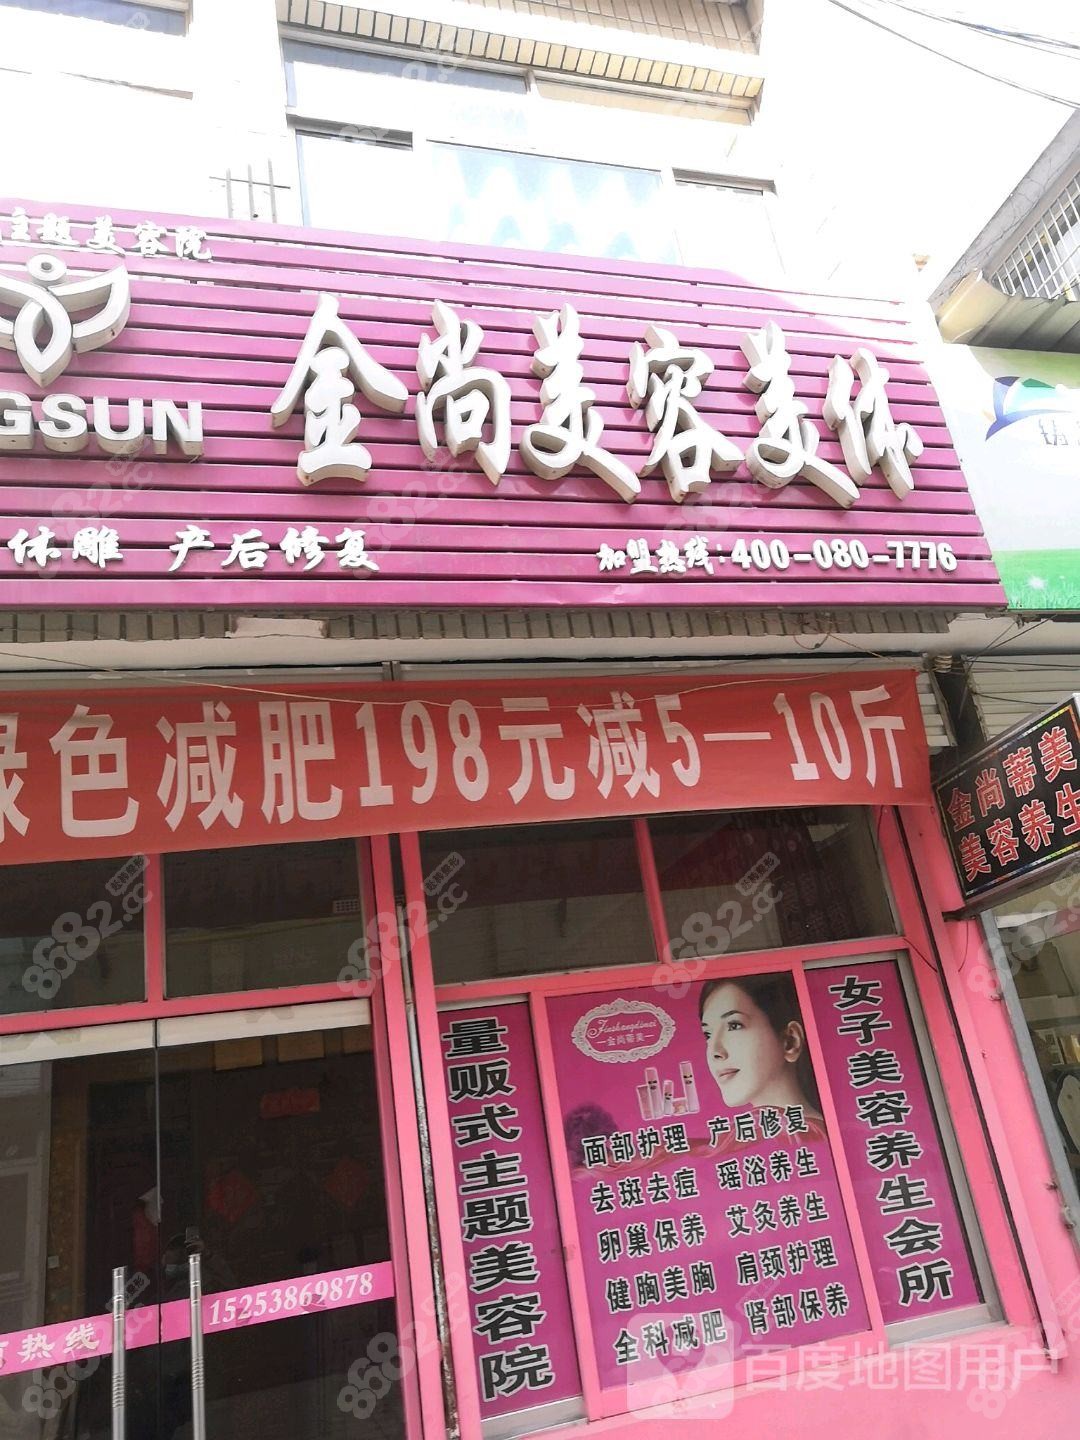 主题美容院
GSUN
金尚美容美体
体雕 产后修复
加盟热线:400-080-7776
绿色减肥198元减5—10斤
金尚蒂美
美容养生
量贩式主题美容院
Jinshangdimei
金尚蒂美
面部护理 产后修复
去斑去痘 瑶浴养生
卵巢保养 艾灸养生
健胸美胸 肩颈护理
全科减肥 肾部保养
女子美容养生会所
热线
15253869878
百度地图用户
8682.cc